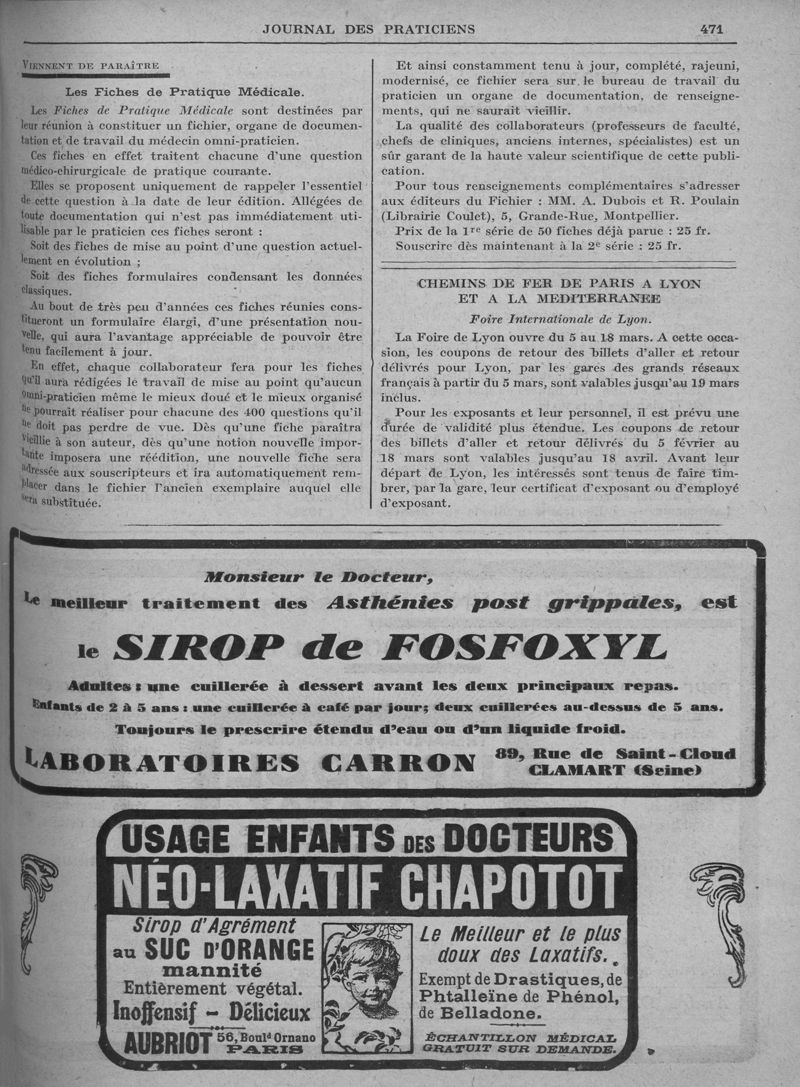 JOURNAL DES PRATICIENS 471
VIENNENT DE PARAÎTRE
Les Fiches de Pratique Médicale.
Les Fiches de Pratique Médicale sont destinées par
leur réunion à constituer un fichier, organe de documen-
tation et de travail du médecin omni-praticien.
Ces fiches en effet traitent chacune d'une question
médico-chirurgicale de pratique courante.
Elles se proposent uniquement de rappeler l'essentiel
de cette question à la date de leur édition. Allégées de
toute documentation qui n'est pas immédiatement uti-
lisable par le praticien ces fiches seront :
Soit des fiches de mise au point d'une question actuel-
lement en évolution ;
Soit des fiches formulaires condensant les données
classiques.
Au bout de très peu d'années ces fiches réunies cons-
titueront un formulaire élargi, d'une présentation nou-
velle, qui aura l'avantage appréciable de pouvoir être
tenu facilement à jour.
En effet, chaque collaborateur fera pour les fiches
qu'il aura rédigées le travail de mise au point qu'aucun
omni-praticien même le mieux doué et le mieux organisé
ne pourrait réaliser pour chacune des 400 questions qu'il
ne doit pas perdre de vue. Dès qu'une fiche paraîtra
vieillie à son auteur, dès qu'une notion nouvelle impor-
tante imposera une réédition, une nouvelle fiche sera
adressée aux souscripteurs et ira automatiquement rem-
placer dans le fichier l'ancien exemplaire auquel elle
sera substituée.
Et ainsi constamment tenu à jour, complété, rajeuni,
modernisé, ce fichier sera sur le bureau de travail du
praticien un organe de documentation, de renseigne-
ments, qui ne saurait vieillir.
La qualité des collaborateurs (professeurs de faculté,
chefs de cliniques, anciens internes, spécialistes) est un
sûr garant de la haute valeur scientifique de cette publi-
cation.
Pour tous renseignements complémentaires s'adresser
aux éditeurs du Fichier : MM. A. Dubois et R. Poulain
(Librairie Coulet), 5, Grande-Rue, Montpellier.
Prix de la 1re série de 50 fiches déjà parue : 25 fr.
Souscrire dès maintenant à la 2e série : 25 fr.
CHEMINS DE FER DE PARIS A LYON
ET A LA MEDITERRANEE
Foire Internationale de Lyon.
La Foire de Lyon ouvre du 5 au 18 mars. A cette occa-
sion, les coupons de retour des billets d'aller et retour
délivrés pour Lyon, par les gares des grands réseaux
français à partir du 5 mars, sont valables jusqu'au 19 mars
inclus.
Pour les exposants et leur personnel, il est prévu une
durée de validité plus étendue. Les coupons de retour
des billets d'aller et retour délivrés du 5 février au
18 mars sont valables jusqu'au 18 avril. Avant leur
départ de Lyon, les intéressés sont tenus de faire tim-
brer, par la gare, leur certificat d'exposant ou d'employé
d'exposant.
Monsieur le Docteur,
Le meilleur traitement des Asthénies post grippales, est
le SIROP de FOSFOXYL
Adultes : une cuillerée à dessert avant les deux principaux repas.
Enfants de 2 à 5 ans : une cuillerée à café par jour; deux cuillerées au-dessus de 5 ans.
Toujours le prescrire étendu d'eau ou d'un liquide froid.
LABORATOIRES CARRON 89, Rue de Saint-Cloud
CLAMART (Seine)
USAGE ENFANTS DES DOCTEURS
NÉO-LAXATIF CHAPOTOT
Sirop d'Agrément
au SUC D'ORANGE
mannité
Entièrement végétal.
Inoffensif - Délicieux
AUBRIOT 56, Bould Ornano
PARIS
Le Meilleur et le plus
doux des Laxatifs.
Exempt de Drastiques, de
Phtalleïne de Phénol,
de Belladone.
ÉCHANTILLON MÉDICAL
GRATUIT SUR DEMANDE.